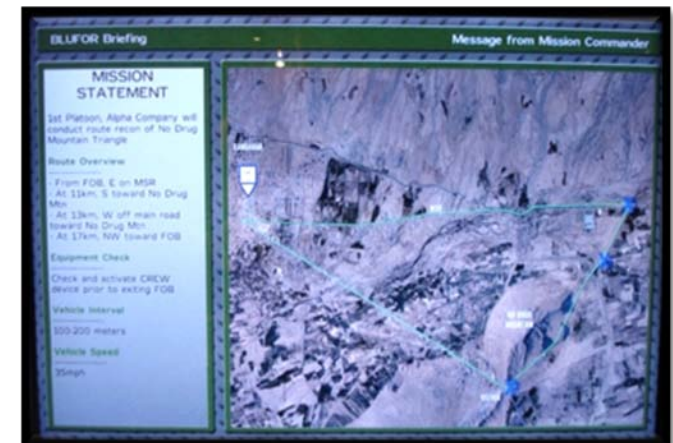 BLUFOR Briefing
Message from Mission Commander
MISSION
STATEMENT
1st Platoon, Alpha Company will
conduct route recon of No Drug
Mountain Triangle
Route Overview
- From FOB, E on MSR
- At 11km, S toward No Drug
Mtn
- At 13km, W off main road
toward No Drug Mtn
- At 17km, NW toward FOB
Equipment Check
Check and activate CREW
device prior to exiting FOB
Vehicle Interval
100-200 meters
Vehicle Speed
35mph